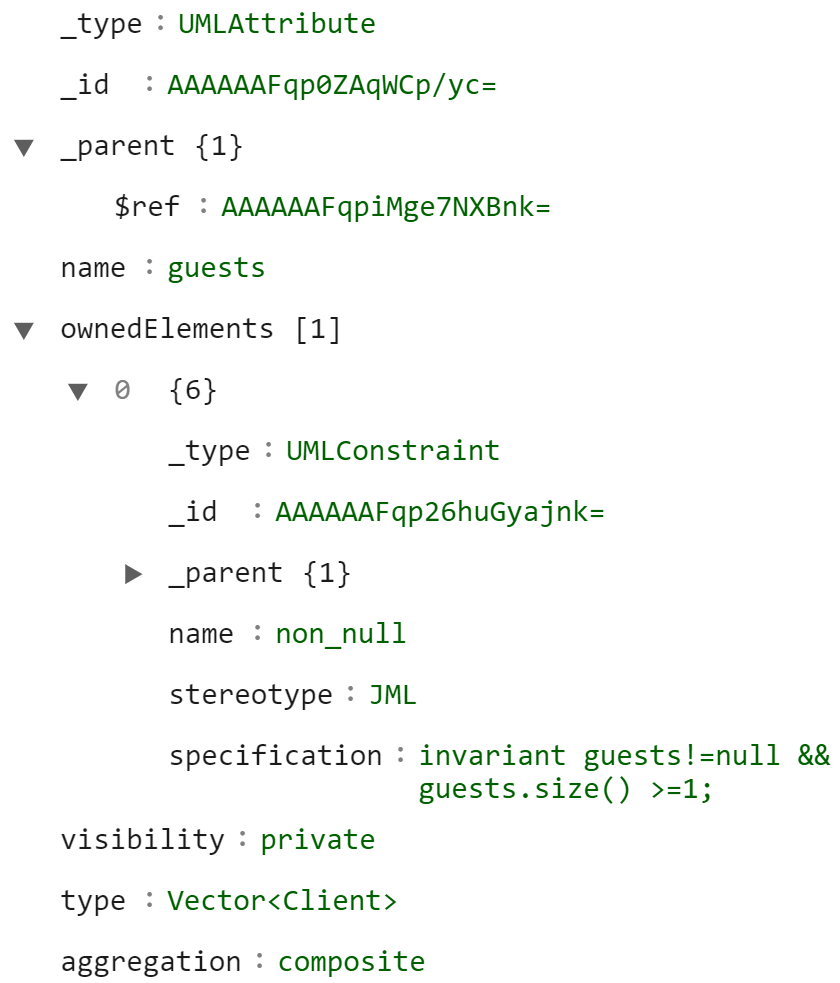 _type : UMLAttribute
_id : AAAAAAFqp0ZAqWCp/yc=
_parent {1}
$ref : AAAAAAFqpiMge7NXBnk=
name : guests
ownedElements [1]
0 {6}
_type : UMLConstraint
_id : AAAAAAFqp26huGyajnk=
_parent {1}
name : non_null
stereotype : JML
specification : invariant guests!=null &&
guests.size() >=1;
visibility : private
type : Vector<Client>
aggregation : composite